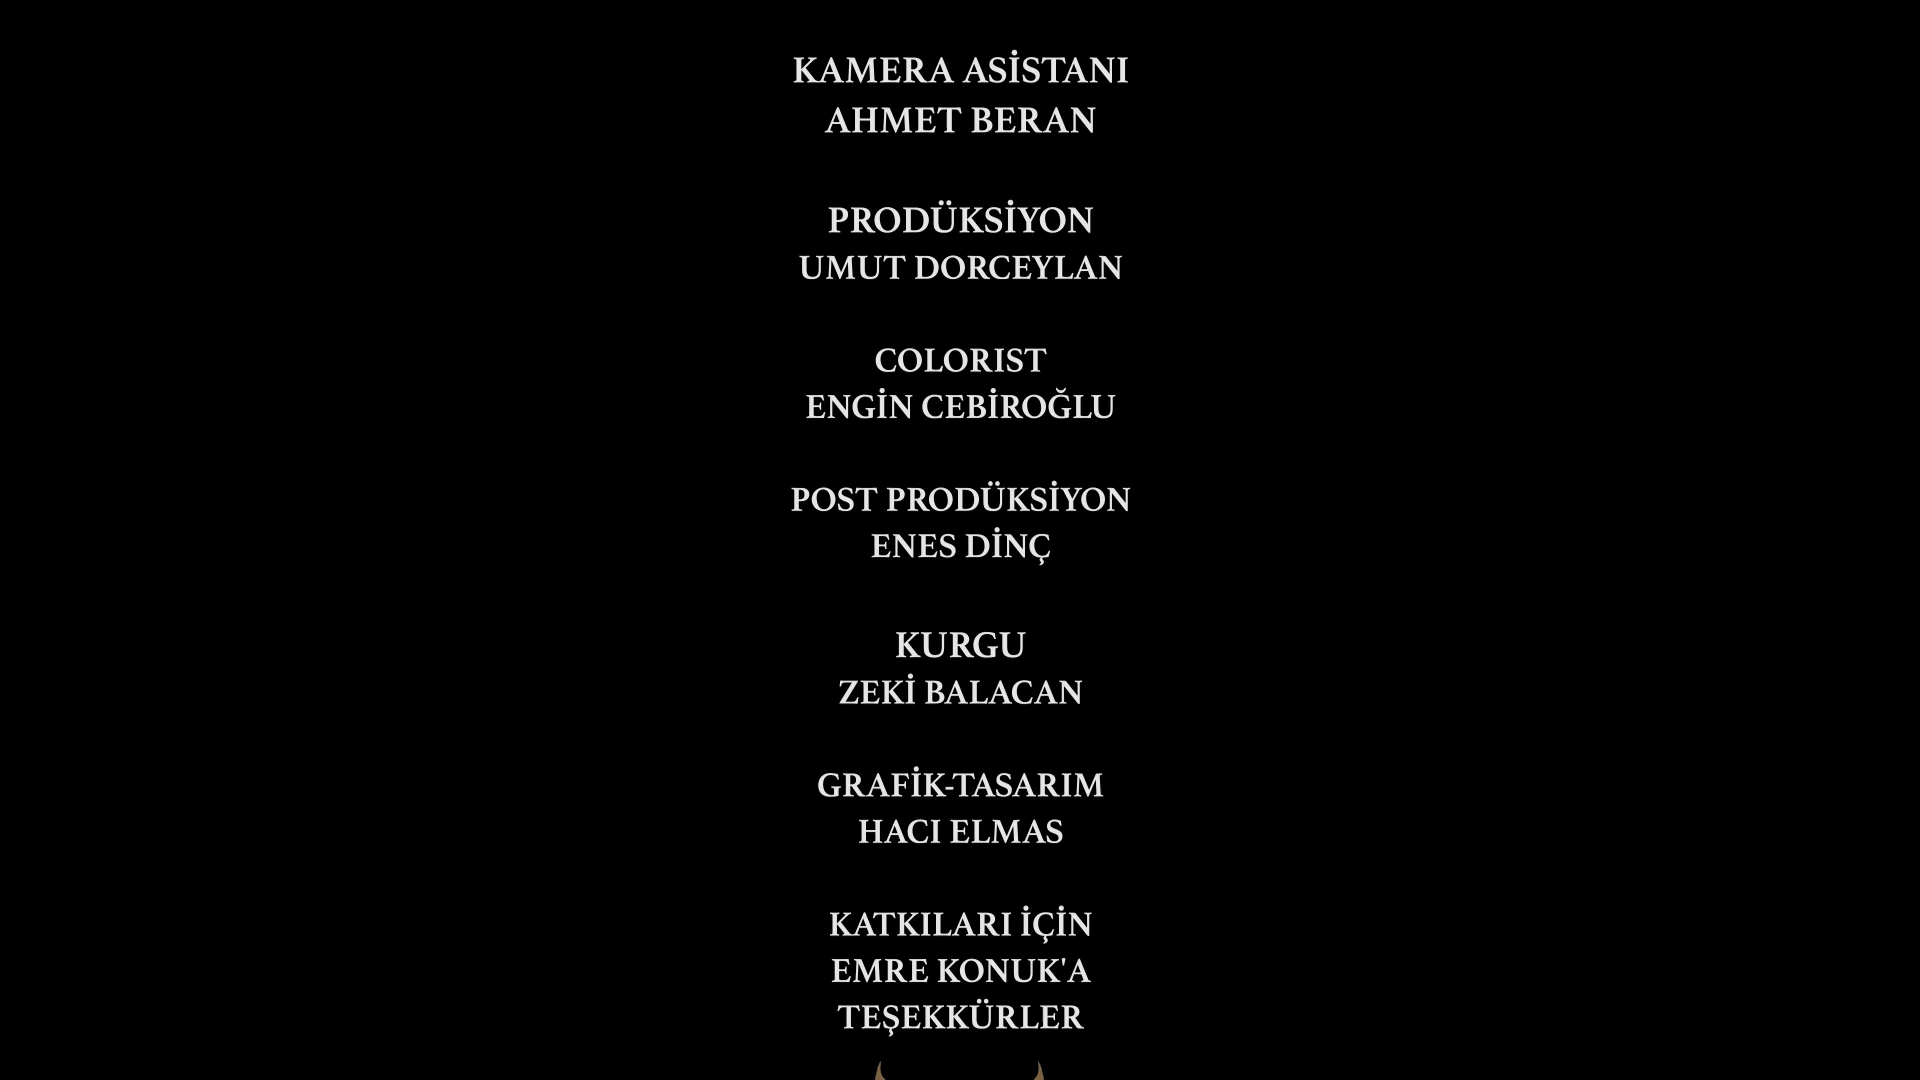 KAMERA ASİSTANI
AHMET BERAN
PRODÜKSİYON
UMUT DORCEYLAN
COLORIST
ENGİN CEBİROĞLU
POST PRODÜKSİYON
ENES DİNÇ
KURGU
ZEKİ BALACAN
GRAFİK-TASARIM
HACI ELMAS
KATKILARI İÇİN
EMRE KONUK'A
TEŞEKKÜRLER